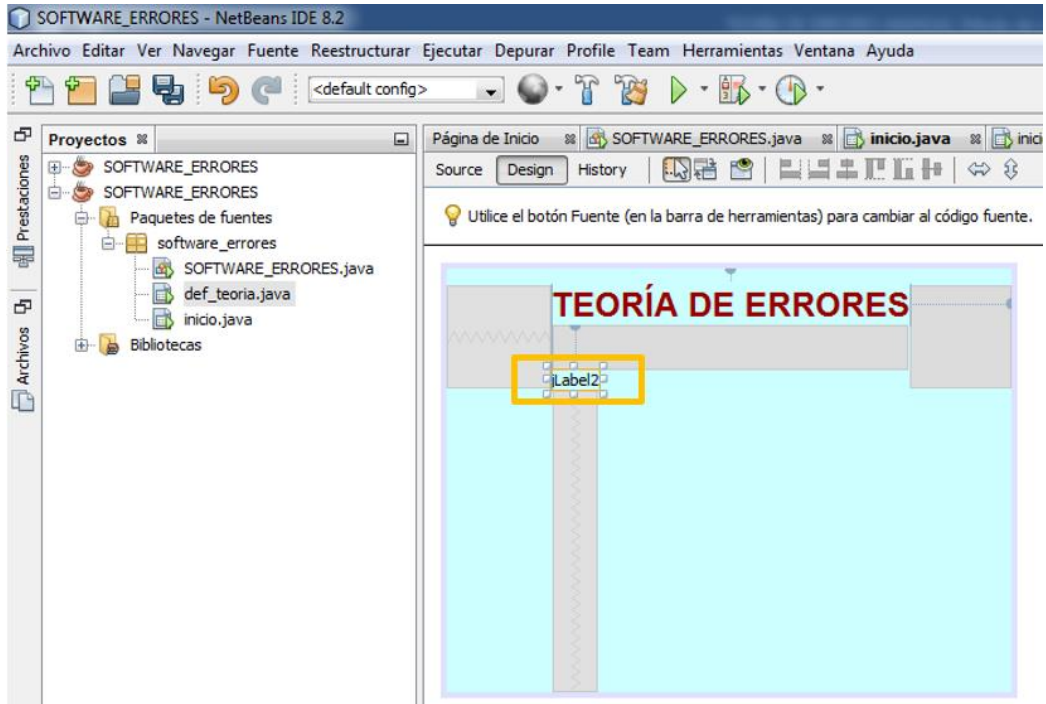 SOFTWARE_ERRORES - NetBeans IDE 8.2
Archivo Editar Ver Navegar Fuente Reestructurar Ejecutar Depurar Profile Team Herramientas Ventana Ayuda
<default config>
Prestaciones
Archivos
Proyectos
SOFTWARE_ERRORES
SOFTWARE_ERRORES
Paquetes de fuentes
software_errores
SOFTWARE_ERRORES.java
def_teoria.java
inicio.java
Bibliotecas
Página de Inicio SOFTWARE_ERRORES.java inicio.java inici
Source Design History
Utilice el botón Fuente (en la barra de herramientas) para cambiar al código fuente.
TEORÍA DE ERRORES
jLabel2